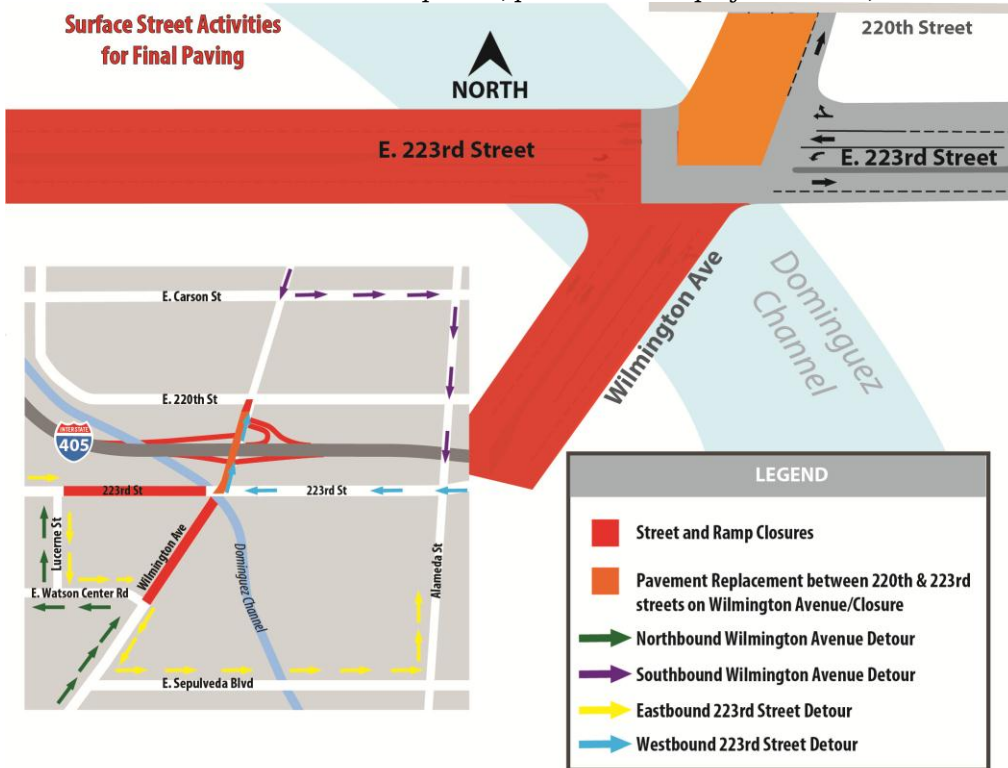 Surface Street Activities
for Final Paving
NORTH
220th Street
E. 223rd Street
E. 223rd Street
Wilmington Ave
Dominguez
Channel
E. Carson St
E. 220th St
INTERSTATE
405
223rd St
223rd St
Lucerne St
Wilmington Ave
E. Watson Center Rd
Dominguez Channel
Alameda St
E. Sepulveda Blvd
LEGEND
Street and Ramp Closures
Pavement Replacement between 220th & 223rd
streets on Wilmington Avenue/Closure
Northbound Wilmington Avenue Detour
Southbound Wilmington Avenue Detour
Eastbound 223rd Street Detour
Westbound 223rd Street Detour